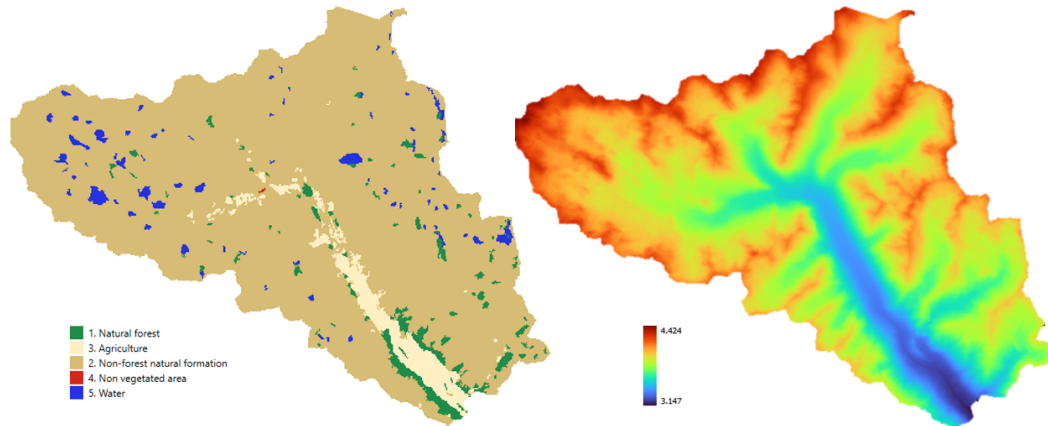 1. Natural forest
3. Agriculture
2. Non-forest natural formation
4. Non vegetated area
5. Water
4.424
3.147